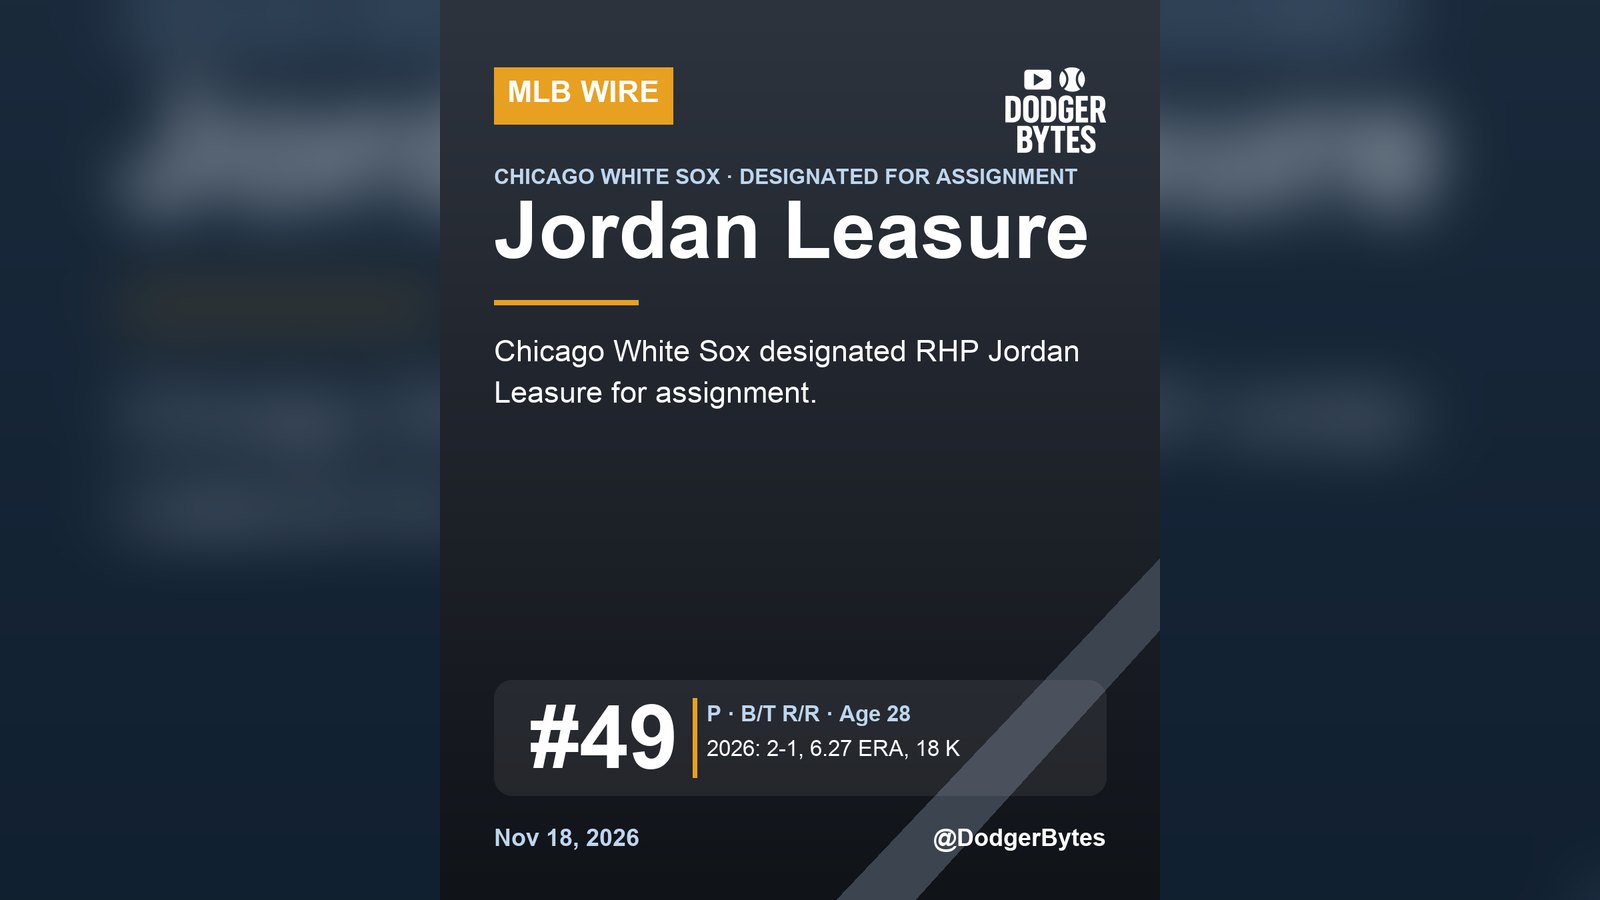 MLB WIRE
DODGER
BYTES
CHICAGO WHITE SOX · DESIGNATED FOR ASSIGNMENT
Jordan Leasure
Chicago White Sox designated RHP Jordan
Leasure for assignment.
#49
P · B/T R/R · Age 28
2026: 2-1, 6.27 ERA, 18 K
Nov 18, 2026
@DodgerBytes